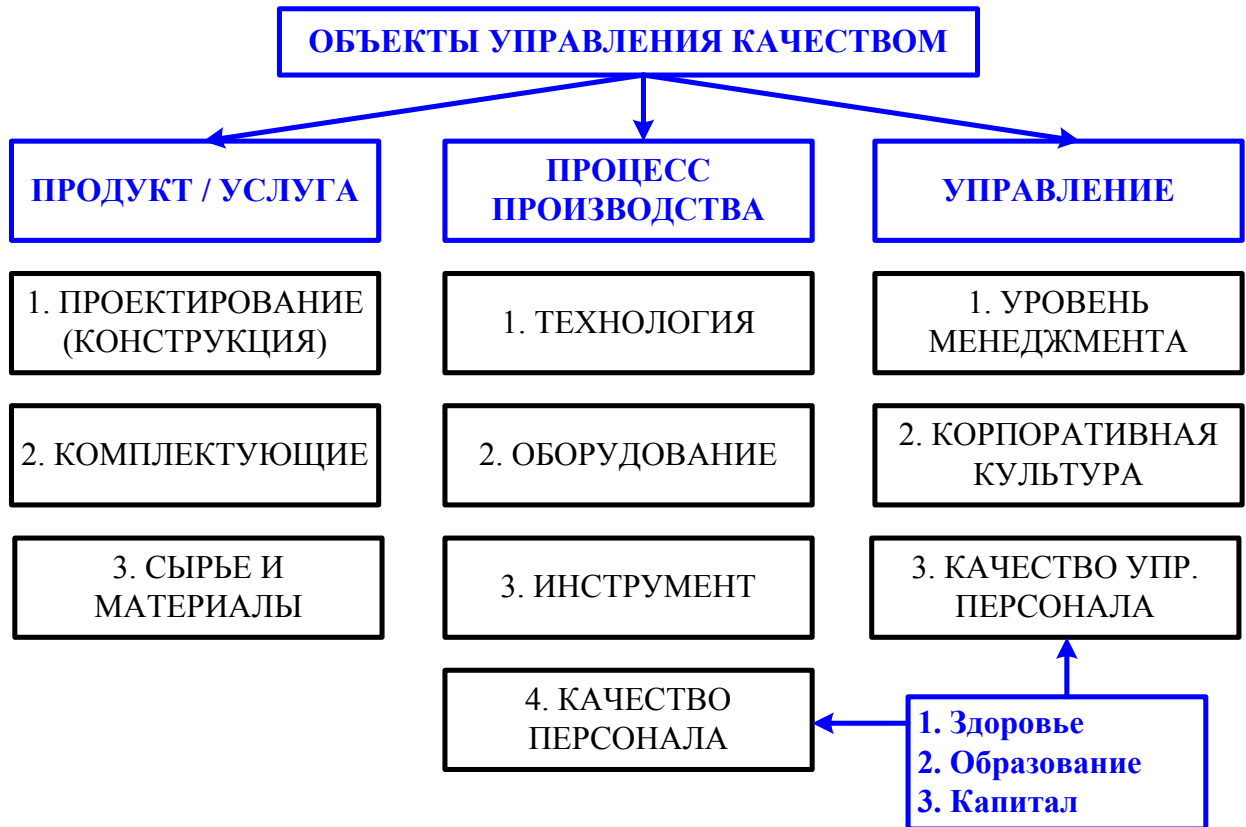 ОБЪЕКТЫ УПРАВЛЕНИЯ КАЧЕСТВОМ
ПРОДУКТ / УСЛУГА
1. ПРОЕКТИРОВАНИЕ
(КОНСТРУКЦИЯ)
2. КОМПЛЕКТУЮЩИЕ
3. СЫРЬЕ И
МАТЕРИАЛЫ
ПРОЦЕСС
ПРОИЗВОДСТВА
1. ТЕХНОЛОГИЯ
2. ОБОРУДОВАНИЕ
3. ИНСТРУМЕНТ
4. КАЧЕСТВО
ПЕРСОНАЛА
УПРАВЛЕНИЕ
1. УРОВЕНЬ
МЕНЕДЖМЕНТА
2. КОРПОРАТИВНАЯ
КУЛЬТУРА
3. КАЧЕСТВО УПР.
ПЕРСОНАЛА
1. Здоровье
2. Образование
3. Капитал